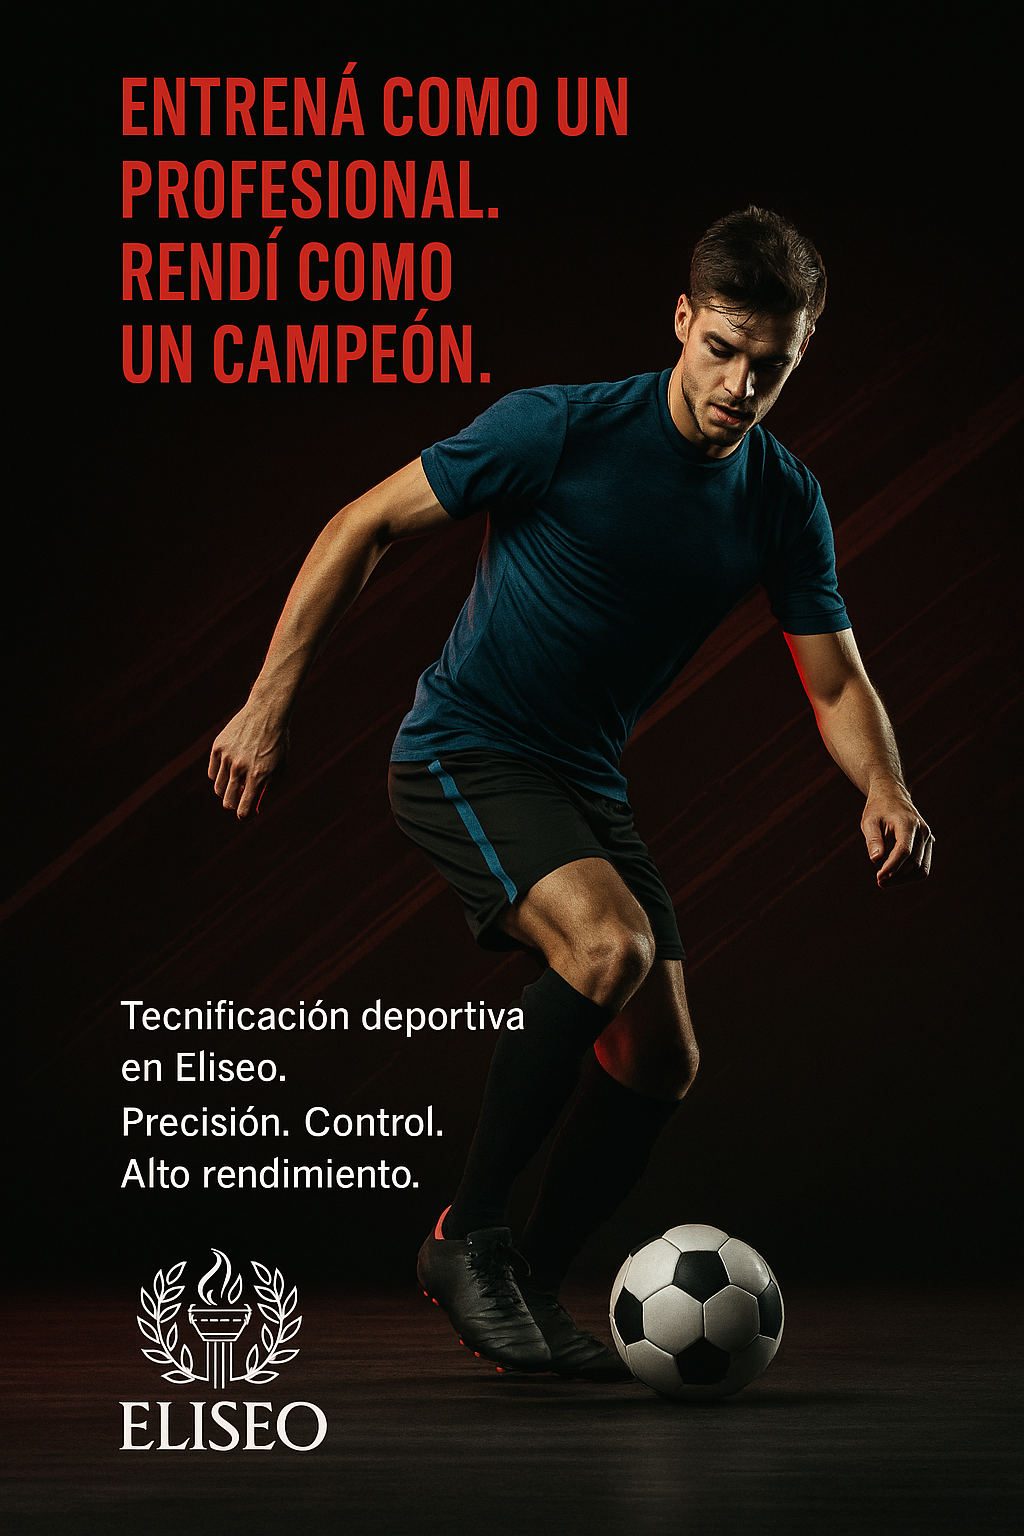 ENTRENÁ COMO UN
PROFESIONAL.
RENDÍ COMO
UN CAMPEÓN.
Tecnificación deportiva
en Eliseo.
Precisión. Control.
Alto rendimiento.
ELISEO